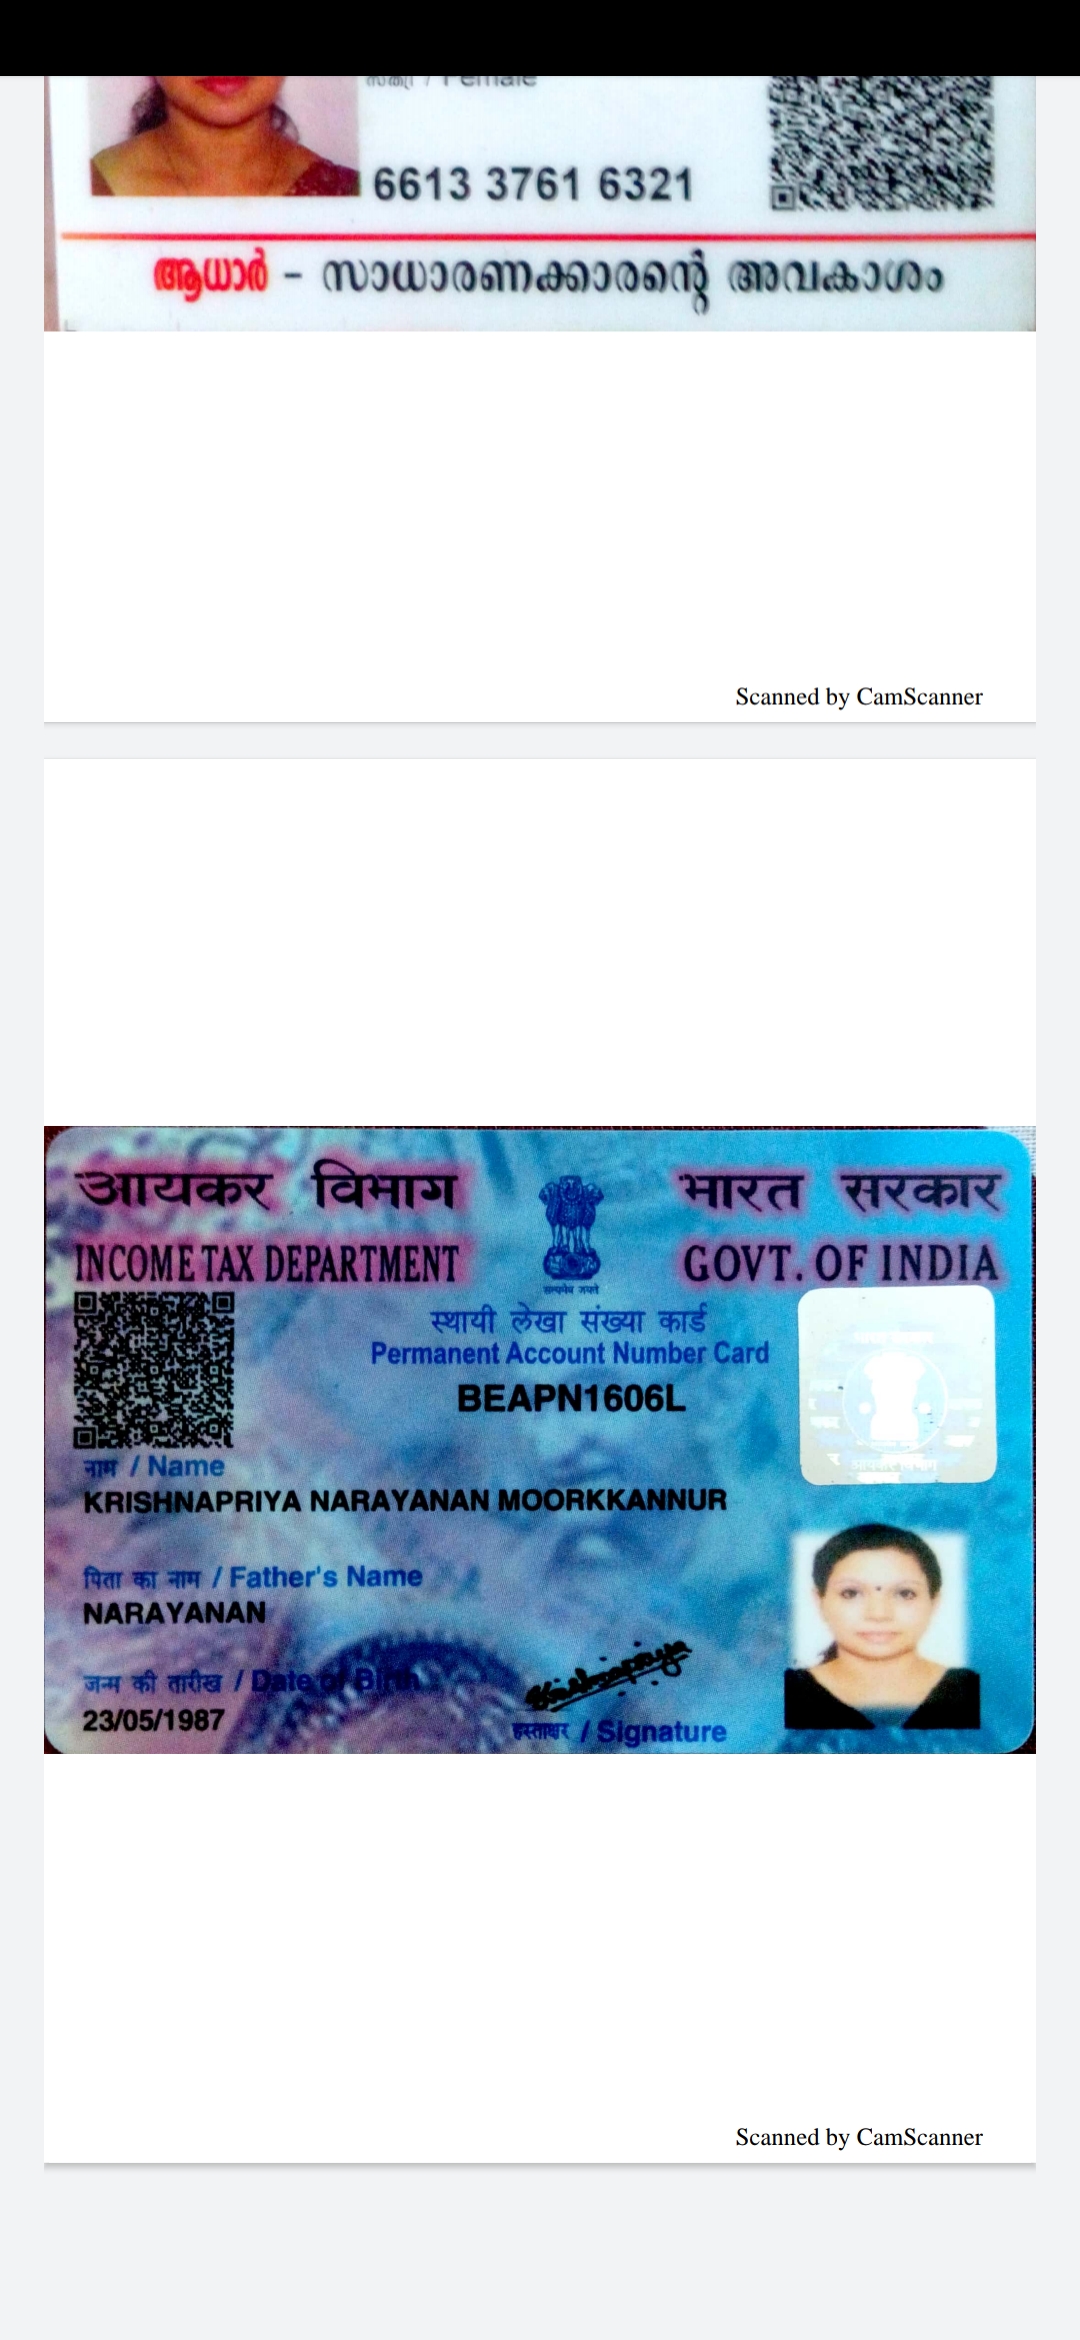 / Female
6613 3761 6321
ആധാർ – സാധാരണക്കാരന്റെ അവകാശം
Scanned by CamScanner
आयकर विभाग
भारत सरकार
INCOME TAX DEPARTMENT
GOVT. OF INDIA
सत्यमेव जयते
स्थायी लेखा संख्या कार्ड
Permanent Account Number Card
BEAPN1606L
नाम / Name
KRISHNAPRIYA NARAYANAN MOORKKANNUR
पिता का नाम / Father's Name
NARAYANAN
जन्म की तारीख / Date of Birth
23/05/1987
Krishnapriya
हस्ताक्षर / Signature
Scanned by CamScanner